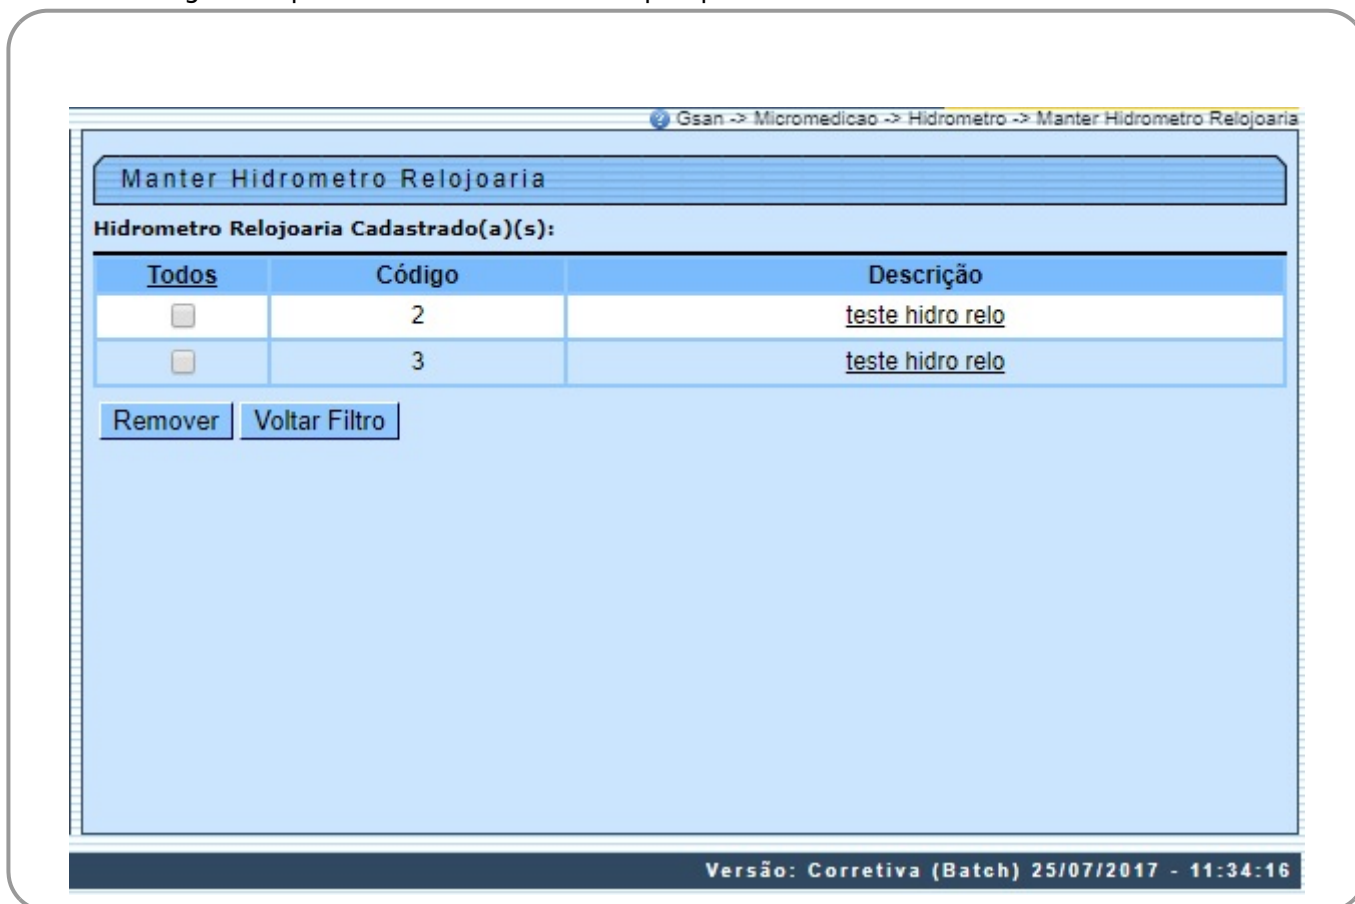 Gsan -> Micromedicao -> Hidrometro -> Manter Hidrometro Relojoaria
Manter Hidrometro Relojoaria
Hidrometro Relojoaria Cadastrado(a)(s):
Todos Código Descrição
2 teste hidro relo
3 teste hidro relo
Remover Voltar Filtro
Versão: Corretiva (Batch) 25/07/2017 - 11:34:16